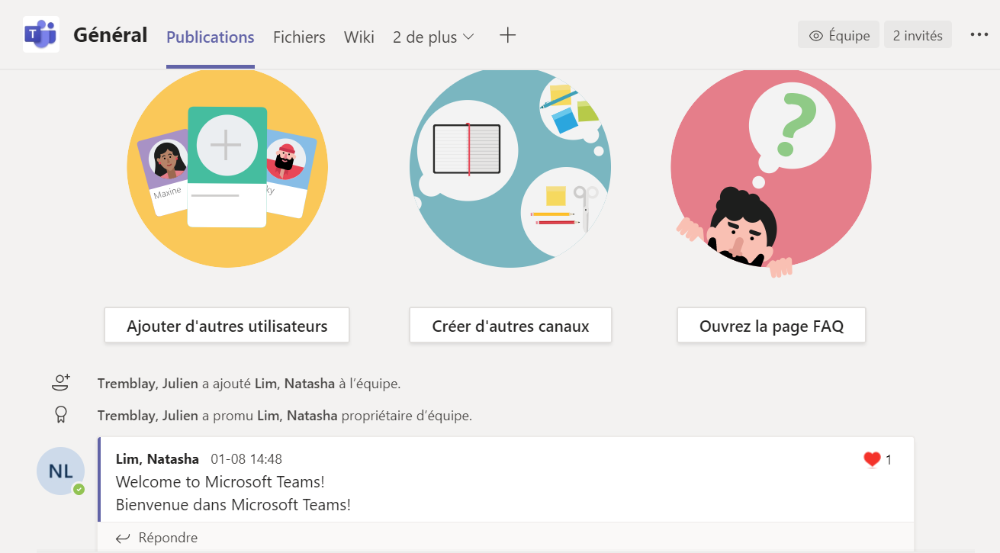 T
Général
Publications
Fichiers
Wiki
2 de plus
Équipe
2 invités
Maxine
ky
?
Ajouter d'autres utilisateurs
Créer d'autres canaux
Ouvrez la page FAQ
Tremblay, Julien a ajouté Lim, Natasha à l’équipe.
Tremblay, Julien a promu Lim, Natasha propriétaire d’équipe.
NL
Lim, Natasha 01-08 14:48
1
Welcome to Microsoft Teams!
Bienvenue dans Microsoft Teams!
Répondre